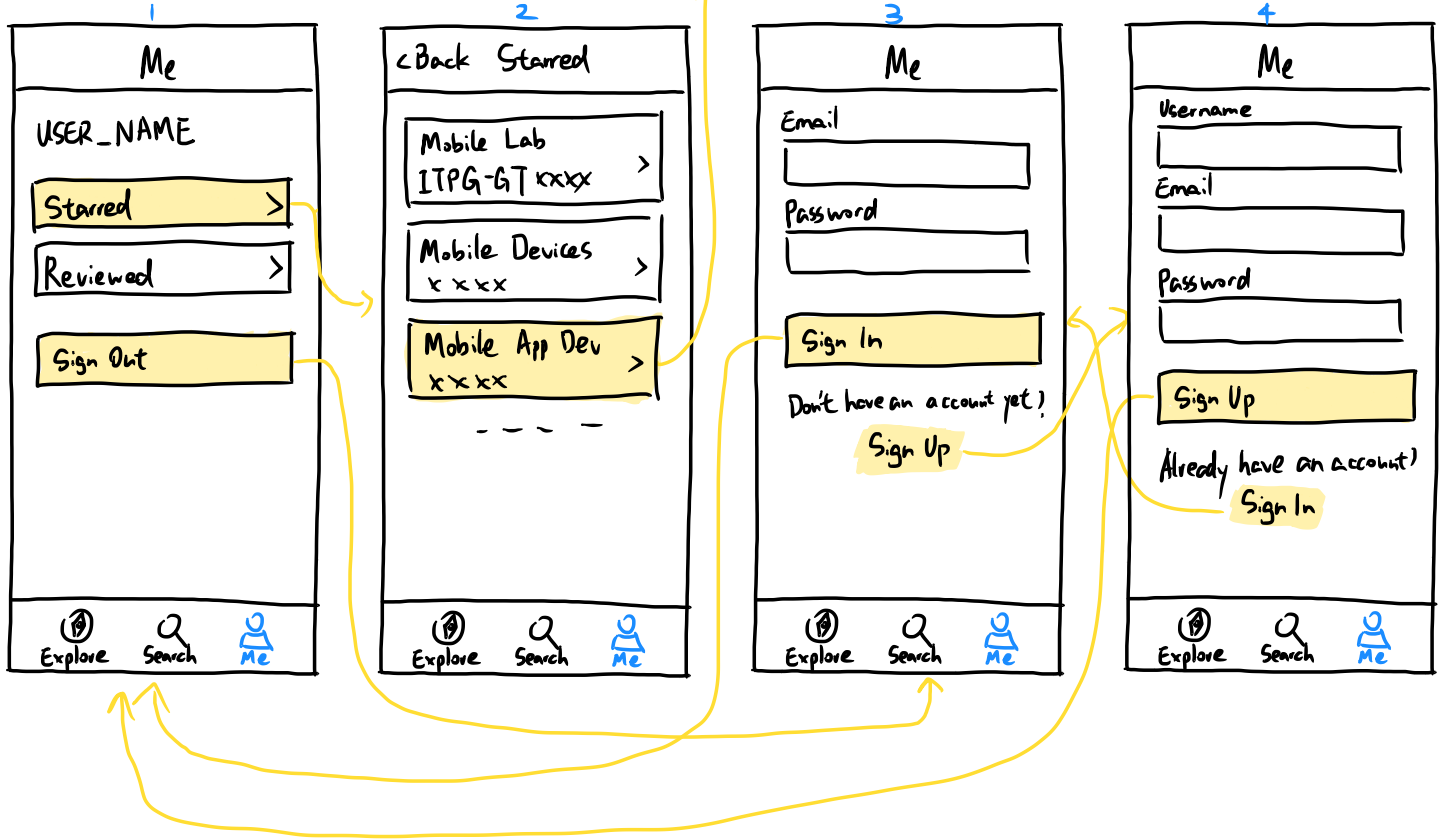 1
Me
USER_NAME
Starred >
Reviewed >
Sign Out
Explore Search Me
2
<Back Starred
Mobile Lab
ITPG-GT xxxx >
Mobile Devices
xxxx >
Mobile App Dev
xxxx >
Explore Search Me
3
Me
Email
Password
Sign In
Don't have an account yet?
Sign Up
Explore Search Me
4
Me
Username
Email
Password
Sign Up
Already have an account?
Sign In
Explore Search Me